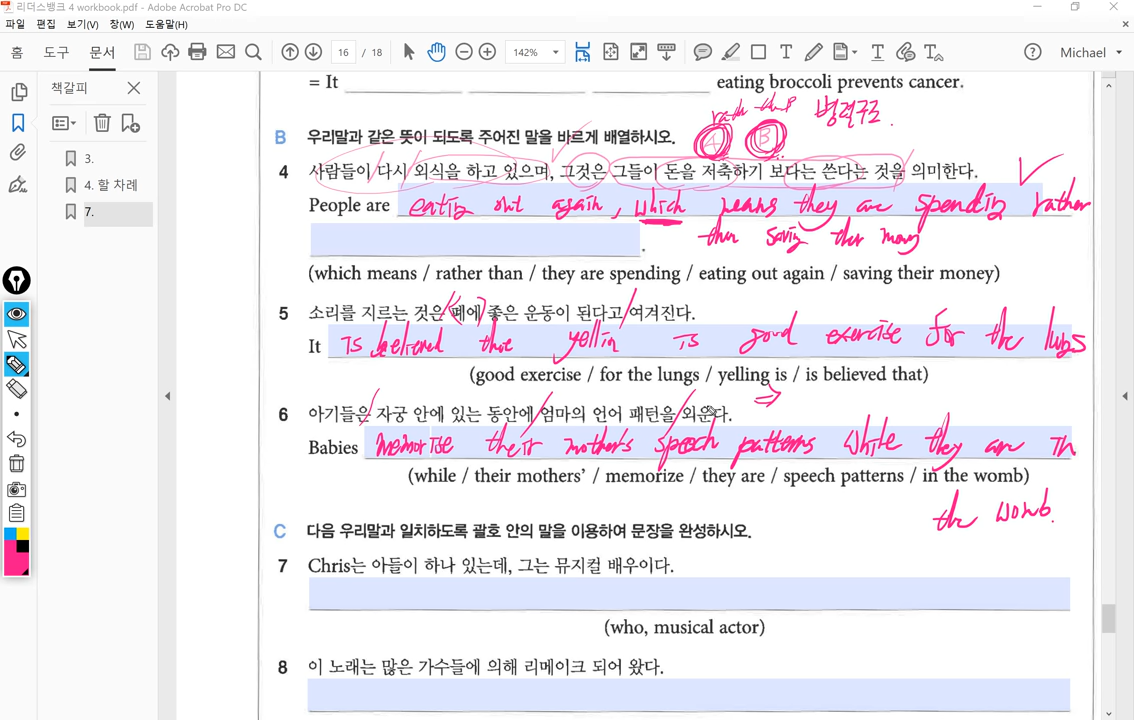 리더스뱅크 4 workbook.pdf - Adobe Acrobat Pro DC
파일 편집 보기(V) 창(W) 도움말(H)
홈 도구 문서 16 / 18 142% Michael
책갈피
3.
4. 할 차례
7.
= It ____ ____ ____ eating broccoli prevents cancer.
rather than
A B 병렬구조
B 우리말과 같은 뜻이 되도록 주어진 말을 바르게 배열하시오.
4 사람들이 다시 외식을 하고 있으며, 그것은 그들이 돈을 저축하기 보다는 쓴다는 것을 의미한다.
People are eating out again, which means they are spending rather
than saving their money
.
(which means / rather than / they are spending / eating out again / saving their money)
5 소리를 지르는 것은 폐에 좋은 운동이 된다고 여겨진다.
It is believed that yelling is good exercise for the lungs
(good exercise / for the lungs / yelling is / is believed that)
6 아기들은 자궁 안에 있는 동안에 엄마의 언어 패턴을 외운다.
Babies memorise their mother's speech patterns while they are in
(while / their mothers' / memorize / they are / speech patterns / in the womb)
the womb.
C 다음 우리말과 일치하도록 괄호 안의 말을 이용하여 문장을 완성하시오.
7 Chris는 아들이 하나 있는데, 그는 뮤지컬 배우이다.
(who, musical actor)
8 이 노래는 많은 가수들에 의해 리메이크 되어 왔다.